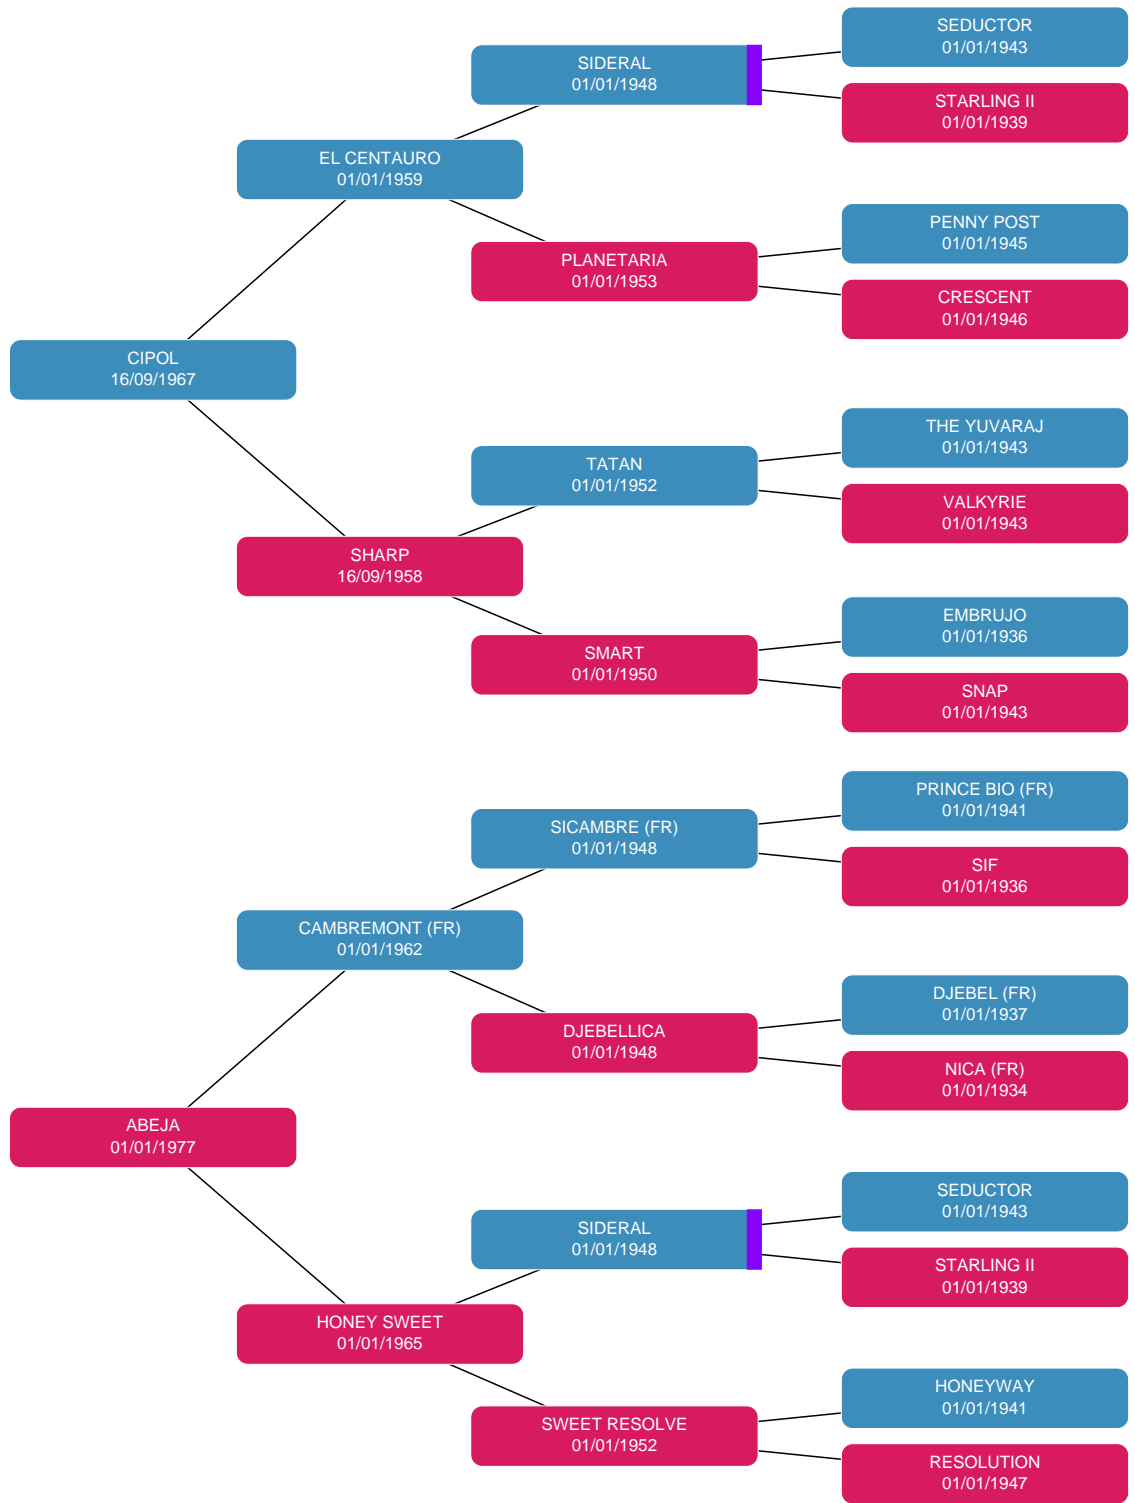 SEDUCTOR
01/01/1943
SIDERAL
01/01/1948
STARLING II
01/01/1939
EL CENTAURO
01/01/1959
PENNY POST
01/01/1945
PLANETARIA
01/01/1953
CRESCENT
01/01/1946
CIPOL
16/09/1967
THE YUVARAJ
01/01/1943
TATAN
01/01/1952
VALKYRIE
01/01/1943
SHARP
16/09/1958
EMBRUJO
01/01/1936
SMART
01/01/1950
SNAP
01/01/1943
PRINCE BIO (FR)
01/01/1941
SICAMBRE (FR)
01/01/1948
SIF
01/01/1936
CAMBREMONT (FR)
01/01/1962
DJEBEL (FR)
01/01/1937
DJEBELLICA
01/01/1948
NICA (FR)
01/01/1934
ABEJA
01/01/1977
SEDUCTOR
01/01/1943
SIDERAL
01/01/1948
STARLING II
01/01/1939
HONEY SWEET
01/01/1965
HONEYWAY
01/01/1941
SWEET RESOLVE
01/01/1952
RESOLUTION
01/01/1947